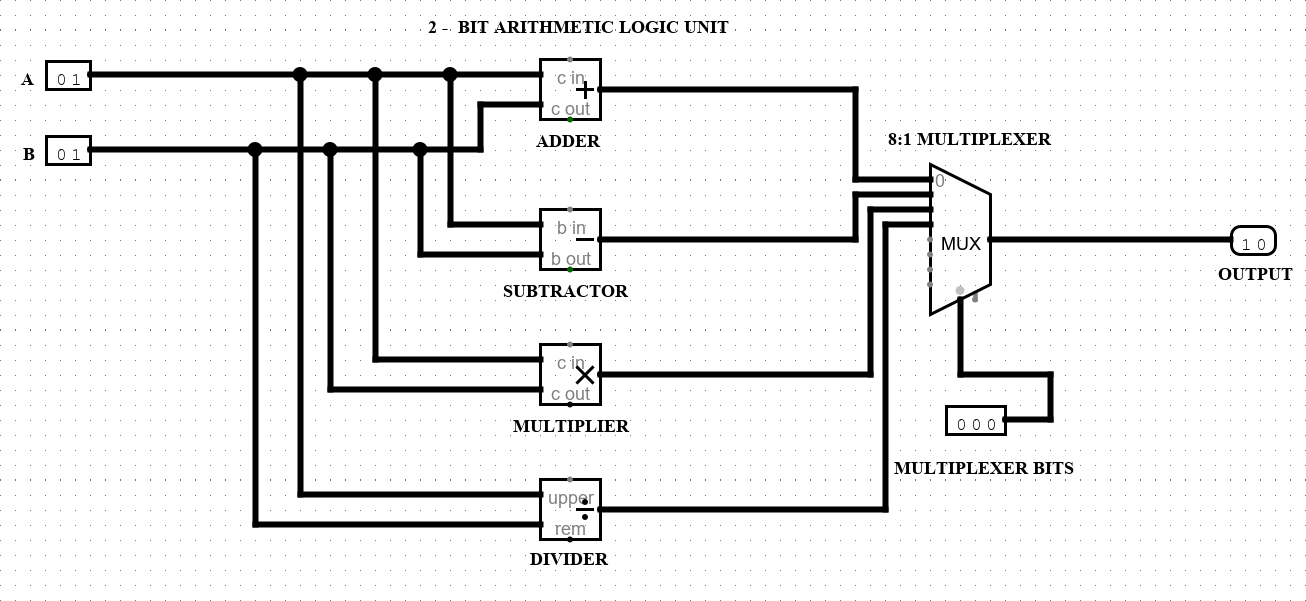 2 - BIT ARITHMETIC LOGIC UNIT
A
0 1
c in
+
c out
ADDER
B
0 1
8:1 MULTIPLEXER
0
MUX
1 0
OUTPUT
b in
−
b out
SUBTRACTOR
c in
×
c out
MULTIPLIER
0 0 0
MULTIPLEXER BITS
upper
÷
rem
DIVIDER